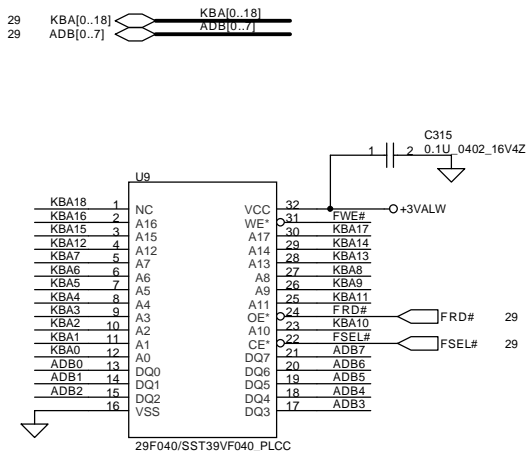 29 KBA[0..18] KBA[0..18]
29 ADB[0..7] ADB[0..7]
C315
1 2 0.1U_0402_16V4Z
U9
KBA18 1 NC VCC 32 +3VALW
KBA16 2 A16 WE* 31 FWE#
KBA15 3 A15 A17 30 KBA17
KBA12 4 A12 A14 29 KBA14
KBA7 5 A7 A13 28 KBA13
KBA6 6 A6 A8 27 KBA8
KBA5 7 A5 A9 26 KBA9
KBA4 8 A4 A11 25 KBA11
KBA3 9 A3 OE* 24 FRD# FRD# 29
KBA2 10 A2 A10 23 KBA10
KBA1 11 A1 CE* 22 FSEL# FSEL# 29
KBA0 12 A0 DQ7 21 ADB7
ADB0 13 DQ0 DQ6 20 ADB6
ADB1 14 DQ1 DQ5 19 ADB5
ADB2 15 DQ2 DQ4 18 ADB4
16 VSS DQ3 17 ADB3
29F040/SST39VF040_PLCC